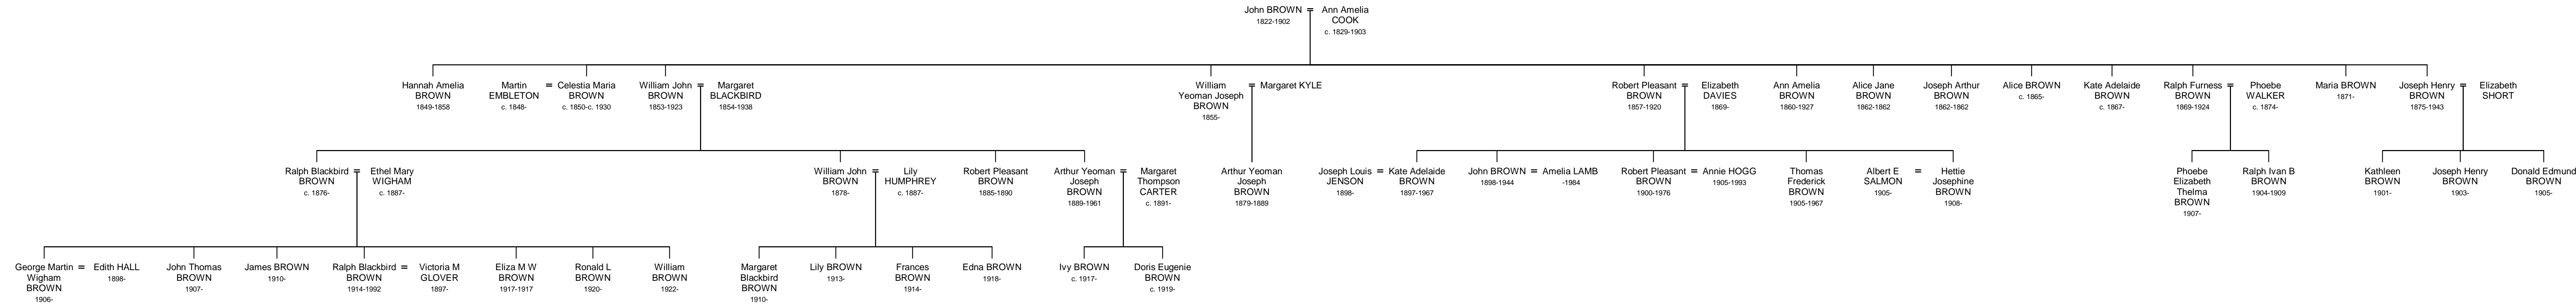 John BROWN = Ann Amelia
COOK
1822-1902
c. 1829-1903
Hannah Amelia
BROWN
1849-1858
Martin
EMBLETON
c. 1848-
=
Celestia Maria
BROWN
c. 1850-c. 1930
William John
BROWN
1853-1923
=
Margaret
BLACKBIRD
1854-1938
William
Yeoman Joseph
BROWN
1855-
=
Margaret KYLE
Robert Pleasant
BROWN
1857-1920
=
Elizabeth
DAVIES
1869-
Ann Amelia
BROWN
1860-1927
Alice Jane
BROWN
1862-1862
Joseph Arthur
BROWN
1862-1862
Alice BROWN
c. 1865-
Kate Adelaide
BROWN
c. 1867-
Ralph Furness
BROWN
1869-1924
=
Phoebe
WALKER
c. 1874-
Maria BROWN
1871-
Joseph Henry
BROWN
1875-1943
=
Elizabeth
SHORT
Ralph Blackbird
BROWN
c. 1876-
=
Ethel Mary
WIGHAM
c. 1887-
William John
BROWN
1878-
=
Lily
HUMPHREY
c. 1887-
Robert Pleasant
BROWN
1885-1890
Arthur Yeoman
Joseph
BROWN
1889-1961
=
Margaret
Thompson
CARTER
c. 1891-
Arthur Yeoman
Joseph
BROWN
1879-1889
Joseph Louis
JENSON
1898-
=
Kate Adelaide
BROWN
1897-1967
John BROWN
1898-1944
=
Amelia LAMB
-1984
Robert Pleasant
BROWN
1900-1976
=
Annie HOGG
1905-1993
Thomas
Frederick
BROWN
1905-1967
Albert E
SALMON
1905-
=
Hettie
Josephine
BROWN
1908-
Phoebe
Elizabeth
Thelma
BROWN
1907-
Ralph Ivan B
BROWN
1904-1909
Kathleen
BROWN
1901-
Joseph Henry
BROWN
1903-
Donald Edmund
BROWN
1905-
George Martin
Wigham
BROWN
1906-
=
Edith HALL
1898-
John Thomas
BROWN
1907-
James BROWN
1910-
Ralph Blackbird
BROWN
1914-1992
=
Victoria M
GLOVER
1897-
Eliza M W
BROWN
1917-1917
Ronald L
BROWN
1920-
William
BROWN
1922-
Margaret
Blackbird
BROWN
1910-
Lily BROWN
1913-
Frances
BROWN
1914-
Edna BROWN
1918-
Ivy BROWN
c. 1917-
Doris Eugenie
BROWN
c. 1919-